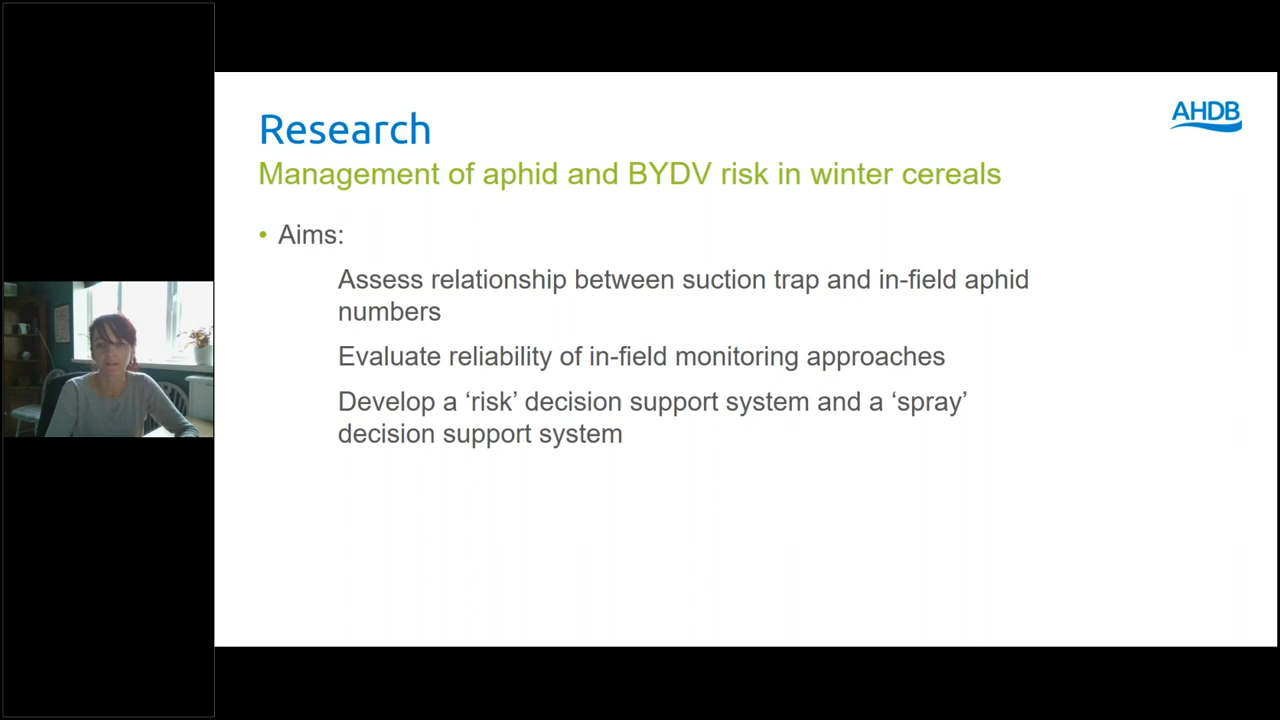 AHDB
Research
Management of aphid and BYDV risk in winter cereals
• Aims:
Assess relationship between suction trap and in-field aphid
numbers
Evaluate reliability of in-field monitoring approaches
Develop a ‘risk’ decision support system and a ‘spray’
decision support system